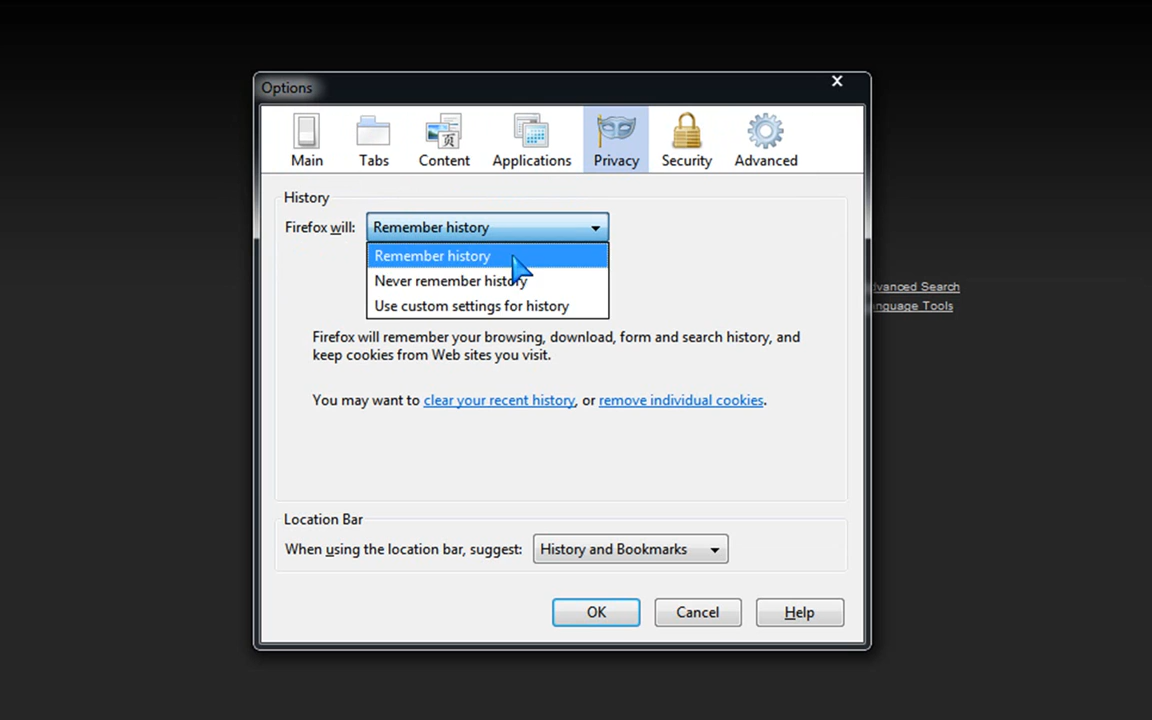 Options
Main Tabs Content Applications Privacy Security Advanced
History
Firefox will: Remember history
Remember history
Never remember history
Use custom settings for history
Advanced Search
Language Tools
Firefox will remember your browsing, download, form and search history, and
keep cookies from Web sites you visit.
You may want to clear your recent history, or remove individual cookies.
Location Bar
When using the location bar, suggest: History and Bookmarks
OK Cancel Help